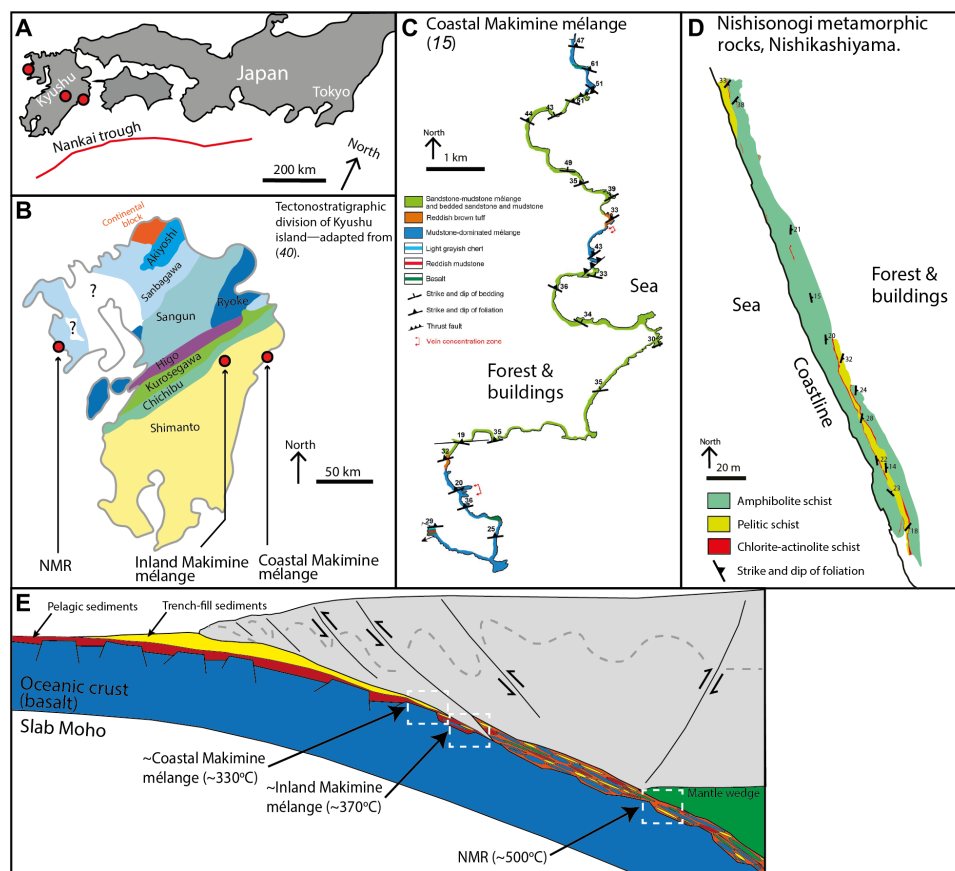 A
Japan
Kyushu
Tokyo
Nankai trough
200 km
North
B
Continental
block
Akiyoshi
Tectonostratigraphic
division of Kyushu
island—adapted from
(40).
?
Sanbagawa
?
Sangun
Ryoke
Higo
Kurosegawa
Chichibu
Shimanto
North
50 km
NMR
Inland Makimine
mélange
Coastal Makimine
mélange
C
Coastal Makimine mélange
(15)
North
1 km
Sandstone-mudstone mélange
and bedded sandstone and mudstone
Reddish brown tuff
Mudstone-dominated mélange
Light grayish chert
Reddish mudstone
Basalt
Strike and dip of bedding
Strike and dip of foliation
Thrust fault
Vein concentration zone
47
61
51
51
43
44
49
35
39
33
43
33
36
34
30
35
35
19
32
20
36
29
25
Sea
Forest &
buildings
D
Nishisonogi metamorphic
rocks, Nishikashiyama.
33
38
21
15
20
32
24
28
22
14
23
18
Sea
Forest &
buildings
Coastline
North
20 m
Amphibolite schist
Pelitic schist
Chlorite-actinolite schist
Strike and dip of foliation
E
Pelagic sediments
Trench-fill sediments
Oceanic crust
(basalt)
Slab Moho
~Coastal Makimine
mélange (~330°C)
~Inland Makimine
mélange (~370°C)
NMR (~500°C)
Mantle wedge